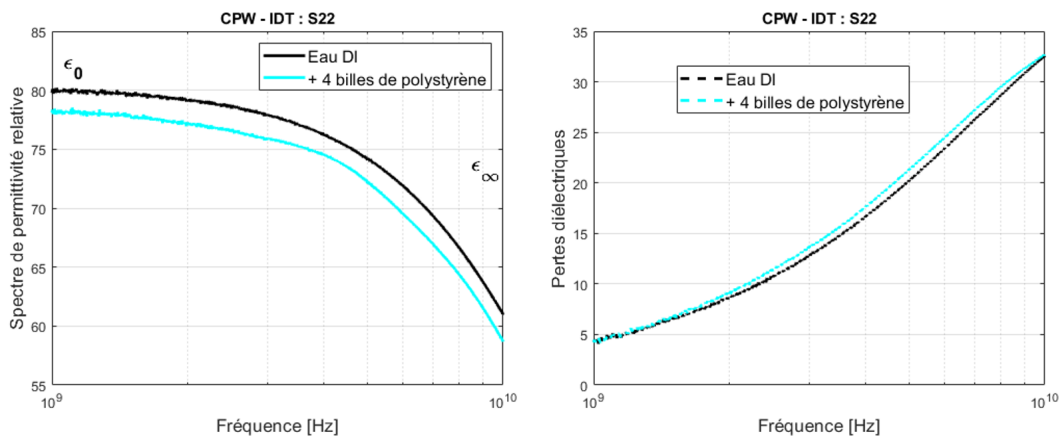 CPW - IDT : S22
Spectre de permittivité relative
85
80
75
70
65
60
55
ϵ0
ϵ∞
Eau DI
+ 4 billes de polystyrène
10^9
10^10
Fréquence [Hz]
CPW - IDT : S22
Pertes diélectriques
35
30
25
20
15
10
5
0
Eau DI
+ 4 billes de polystyrène
10^9
10^10
Fréquence [Hz]